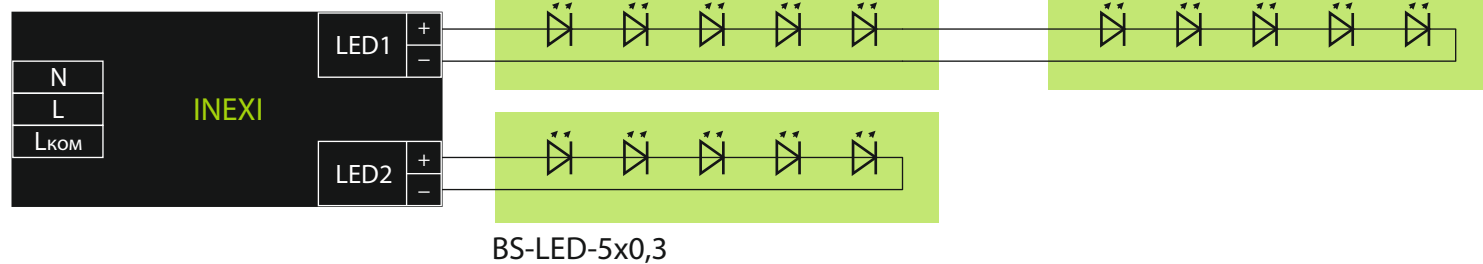 LED1
+
−
N
L
Lком
INEXI
LED2
+
−
BS-LED-5x0,3